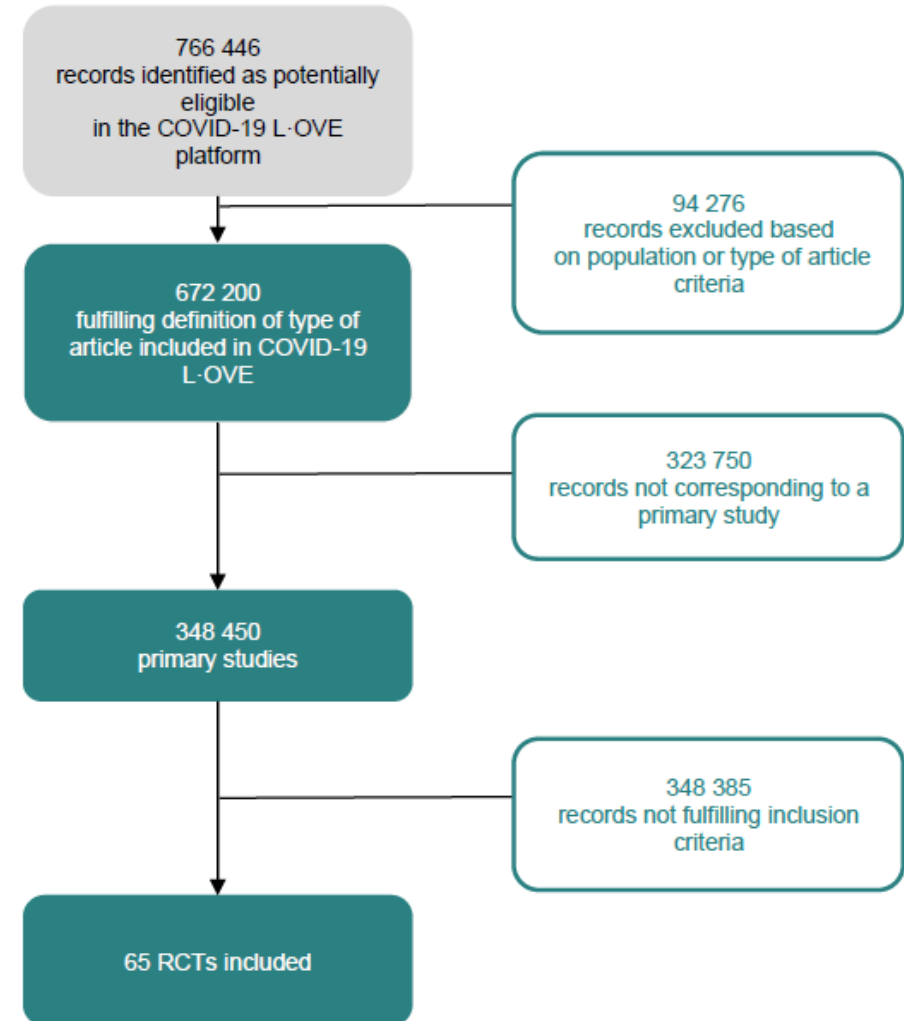 766 446
records identified as potentially
eligible
in the COVID-19 L·OVE
platform
94 276
records excluded based
on population or type of article
criteria
672 200
fulfilling definition of type of
article included in COVID-19
L·OVE
323 750
records not corresponding to a
primary study
348 450
primary studies
348 385
records not fulfilling inclusion
criteria
65 RCTs included